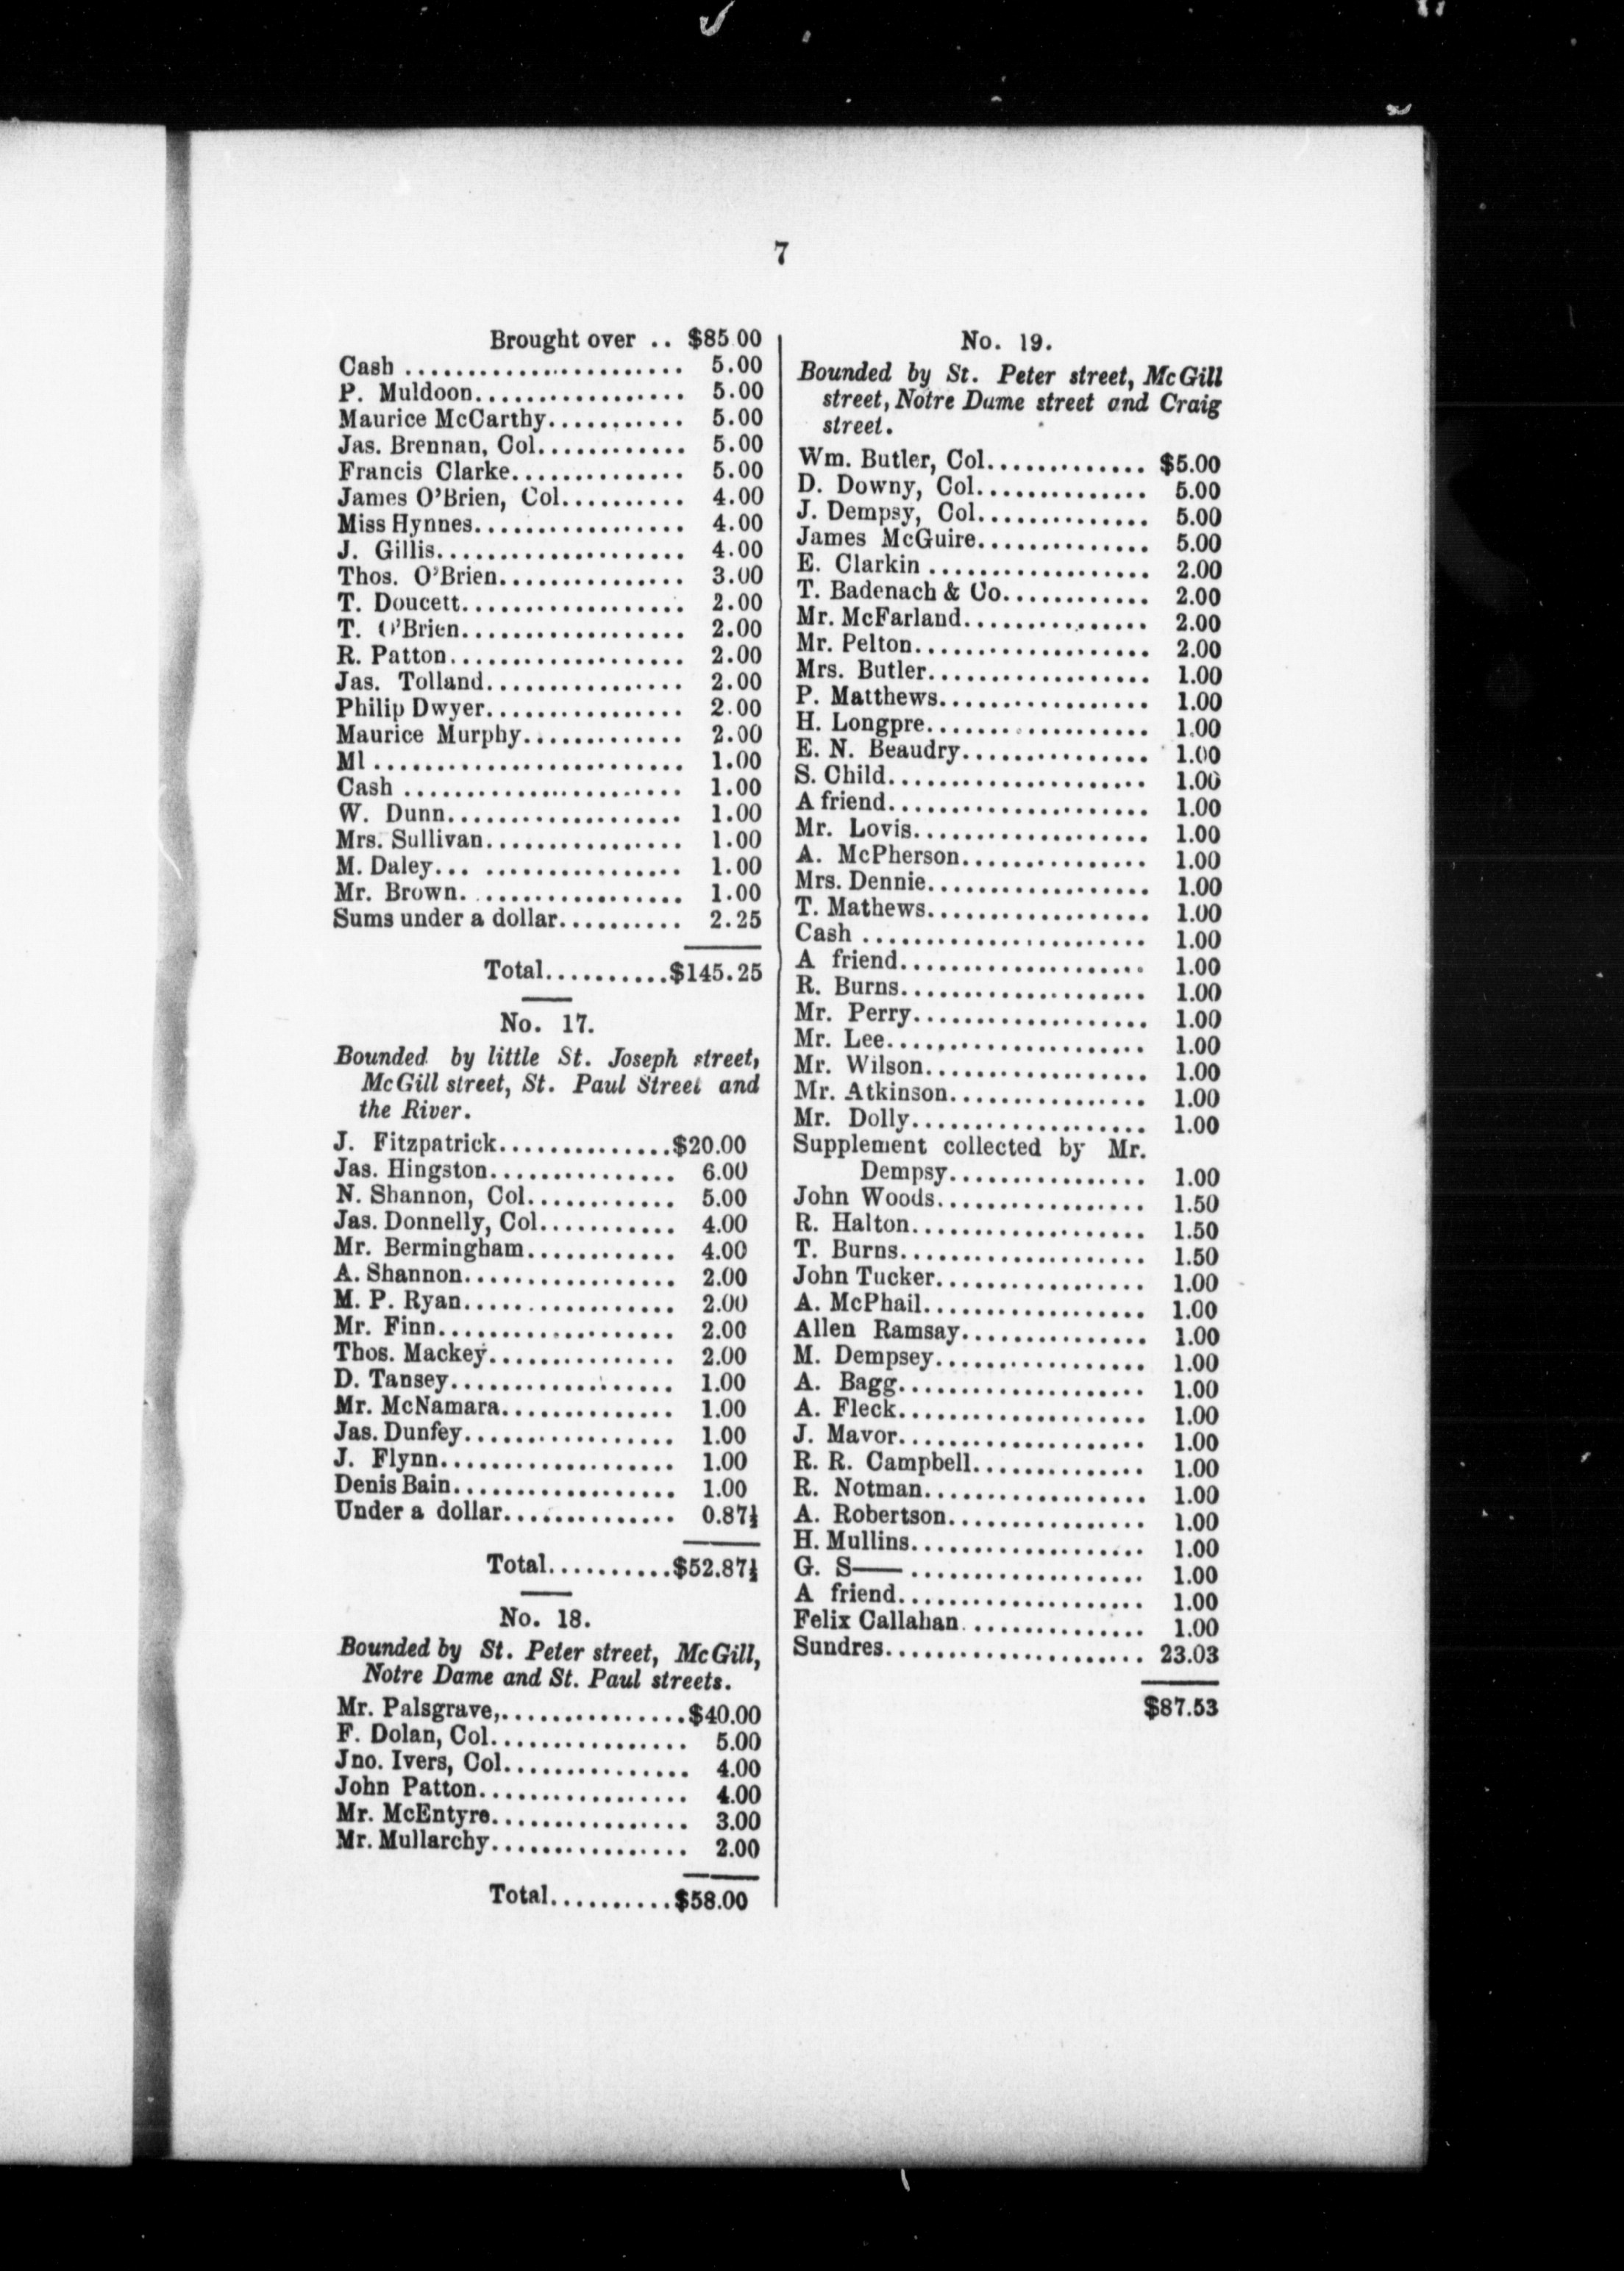 7
Brought over .. $85.00
Cash ...................... 5.00
P. Muldoon................. 5.00
Maurice McCarthy........... 5.00
Jas. Brennan, Col............ 5.00
Francis Clarke.............. 5.00
James O'Brien, Col.......... 4.00
Miss Hynnes................. 4.00
J. Gillis.................... 4.00
Thos. O'Brien............... 3.00
T. Doucett.................. 2.00
T. O'Brien.................. 2.00
R. Patton................... 2.00
Jas. Tolland................ 2.00
Philip Dwyer................ 2.00
Maurice Murphy............. 2.00
Ml ......................... 1.00
Cash ...................... 1.00
W. Dunn................... 1.00
Mrs. Sullivan................ 1.00
M. Daley... ................ 1.00
Mr. Brown.................. 1.00
Sums under a dollar.......... 2.25
Total..........$145.25
No. 17.
Bounded by little St. Joseph street,
McGill street, St. Paul Street and
the River.
J. Fitzpatrick..............$20.00
Jas. Hingston............... 6.00
N. Shannon, Col............ 5.00
Jas. Donnelly, Col........... 4.00
Mr. Bermingham............ 4.00
A. Shannon................. 2.00
M. P. Ryan................. 2.00
Mr. Finn................... 2.00
Thos. Mackey............... 2.00
D. Tansey.................. 1.00
Mr. McNamara.............. 1.00
Jas. Dunfey................. 1.00
J. Flynn................... 1.00
Denis Bain.................. 1.00
Under a dollar.............. 0.87½
Total..........$52.87½
No. 18.
Bounded by St. Peter street, McGill,
Notre Dame and St. Paul streets.
Mr. Palsgrave,...............$40.00
F. Dolan, Col................ 5.00
Jno. Ivers, Col............... 4.00
John Patton................. 4.00
Mr. McEntyre................ 3.00
Mr. Mullarchy................ 2.00
Total..........$58.00
No. 19.
Bounded by St. Peter street, McGill
street, Notre Dame street and Craig
street.
Wm. Butler, Col............. $5.00
D. Downy, Col.............. 5.00
J. Dempsy, Col.............. 5.00
James McGuire.............. 5.00
E. Clarkin .................. 2.00
T. Badenach & Co............ 2.00
Mr. McFarland............... 2.00
Mr. Pelton................... 2.00
Mrs. Butler.................. 1.00
P. Matthews................. 1.00
H. Longpre.................. 1.00
E. N. Beaudry............... 1.00
S. Child..................... 1.00
A friend..................... 1.00
Mr. Lovis................... 1.00
A. McPherson............... 1.00
Mrs. Dennie.................. 1.00
T. Mathews.................. 1.00
Cash ....................... 1.00
A friend.................... 1.00
R. Burns.................... 1.00
Mr. Perry................... 1.00
Mr. Lee..................... 1.00
Mr. Wilson.................. 1.00
Mr. Atkinson................ 1.00
Mr. Dolly................... 1.00
Supplement collected by Mr.
Dempsy................ 1.00
John Woods................. 1.50
R. Halton................... 1.50
T. Burns.................... 1.50
John Tucker................. 1.00
A. McPhail.................. 1.00
Allen Ramsay............... 1.00
M. Dempsey................. 1.00
A. Bagg.................... 1.00
A. Fleck.................... 1.00
J. Mavor.................... 1.00
R. R. Campbell.............. 1.00
R. Notman.................. 1.00
A. Robertson................ 1.00
H. Mullins................... 1.00
G. S—— ................... 1.00
A friend.................... 1.00
Felix Callahan............... 1.00
Sundres..................... 23.03
$87.53